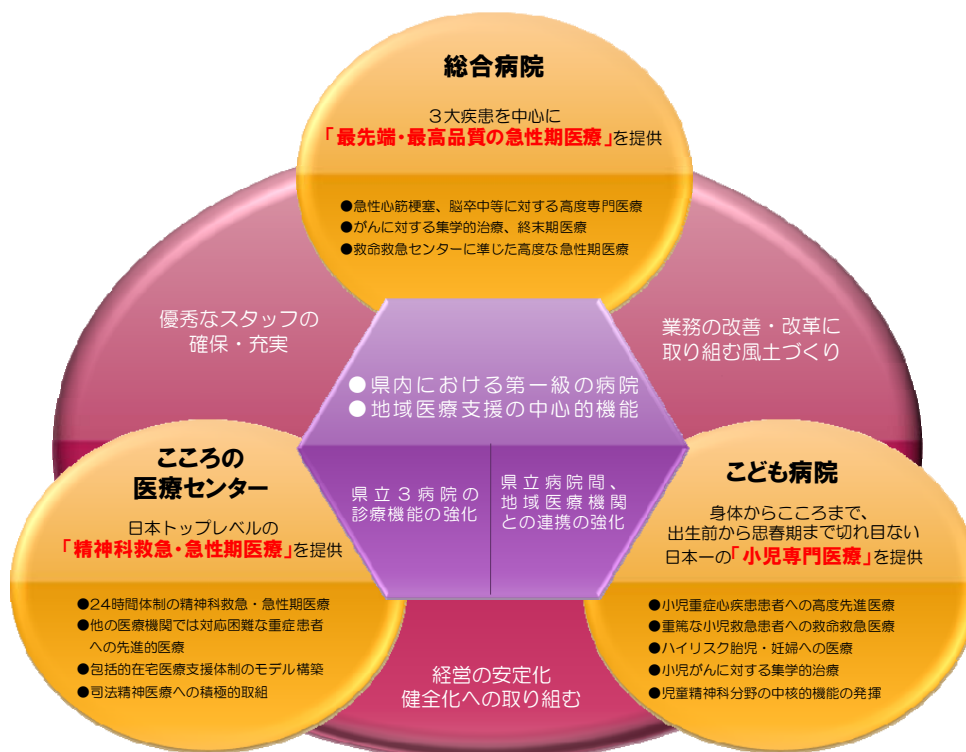 総合病院
３大疾患を中心に
「最先端・最高品質の急性期医療」を提供
●急性心筋梗塞、脳卒中等に対する高度専門医療
●がんに対する集学的治療、終末期医療
●救命救急センターに準じた高度な急性期医療
優秀なスタッフの
確保・充実
業務の改善・改革に
取り組む風土づくり
●県内における第一級の病院
●地域医療支援の中心的機能
県立３病院の
診療機能の強化
県立病院間、
地域医療機関
との連携の強化
こころの
医療センター
日本トップレベルの
「精神科救急・急性期医療」を提供
●24時間体制の精神科救急・急性期医療
●他の医療機関では対応困難な重症患者
への先進的医療
●包括的在宅医療支援体制のモデル構築
●司法精神医療への積極的取組
こども病院
身体からこころまで、
出生前から思春期まで切れ目ない
日本一の「小児専門医療」を提供
●小児重症心疾患患者への高度先進医療
●重篤な小児救急患者への救命救急医療
●ハイリスク胎児・妊婦への医療
●小児がんに対する集学的治療
●児童精神科分野の中核的機能の発揮
経営の安定化
健全化への取り組む